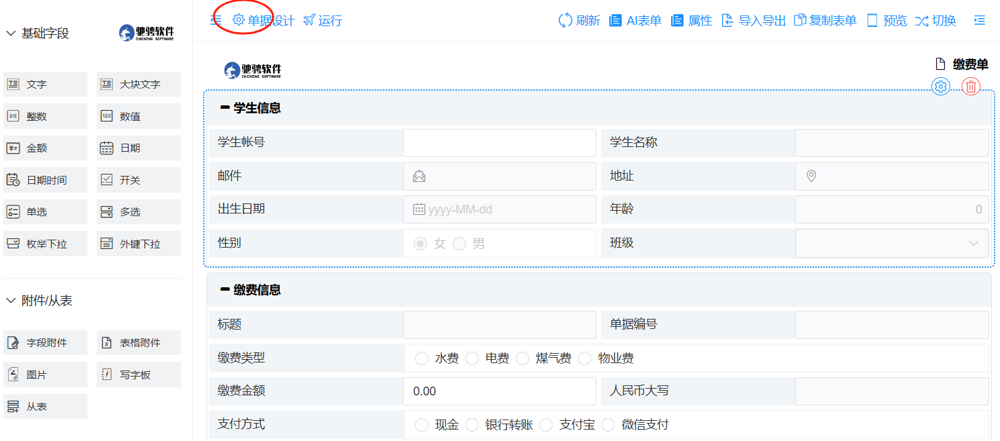 基础字段
驰骋软件
CHICHENG SOFTWARE
文字
大块文字
int
整数
123
数值
金额
日期
日期时间
开关
单选
多选
枚举下拉
外键下拉
附件/从表
字段附件
表格附件
图片
写字板
从表
单据设计 运行 刷新 AI表单 属性 导入导出 复制表单 预览 切换
驰骋软件
CHICHENG SOFTWARE
缴费单
学生信息
学生帐号 学生名称
邮件 地址
出生日期 yyyy-MM-dd 年龄 0
性别 女 男 班级
缴费信息
标题 单据编号
缴费类型 水费 电费 煤气费 物业费
缴费金额 0.00 人民币大写
支付方式 现金 银行转账 支付宝 微信支付